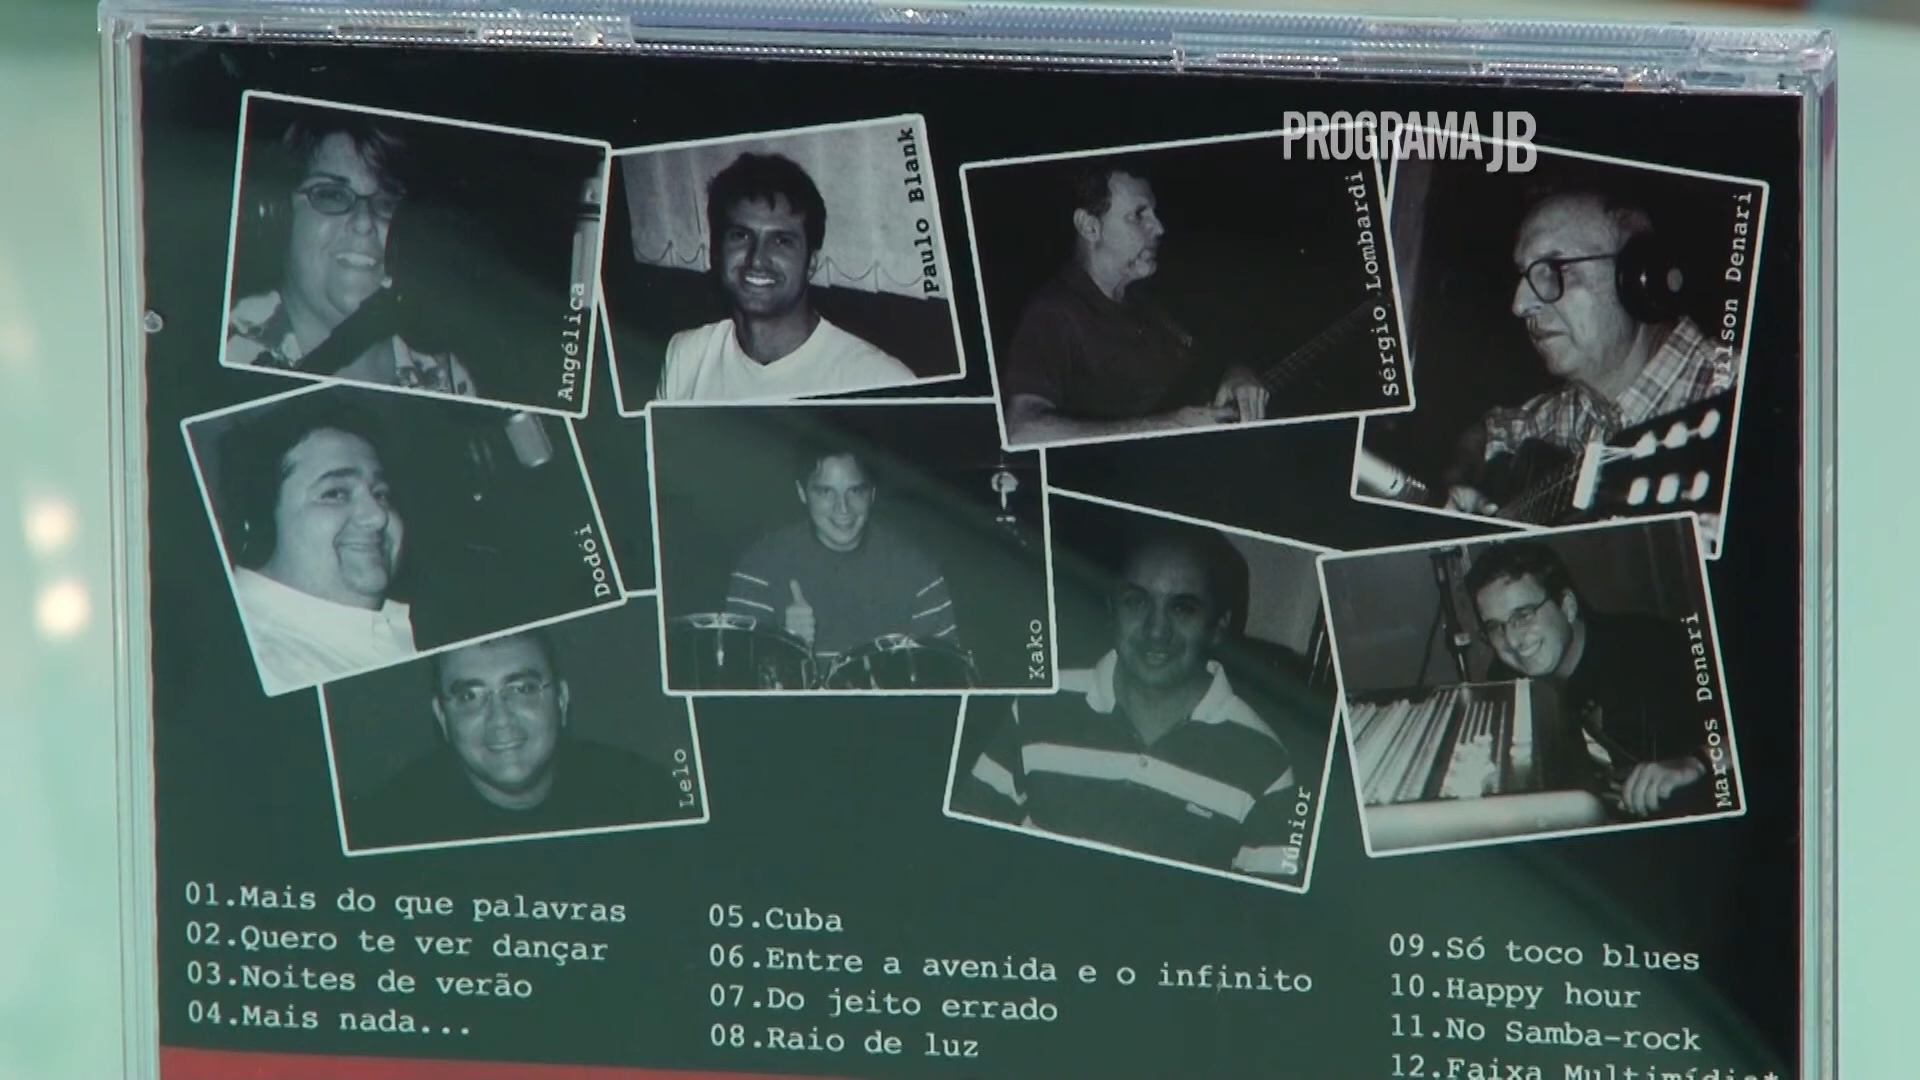 PROGRAMA JB
Angélica
Paulo Blank
Sérgio Lombardi
Nilson Denari
Dodói
Kako
Lelo
Júnior
Marcos Denari
01.Mais do que palavras
02.Quero te ver dançar
03.Noites de verão
04.Mais nada...
05.Cuba
06.Entre a avenida e o infinito
07.Do jeito errado
08.Raio de luz
09.Só toco blues
10.Happy hour
11.No Samba-rock
12.Faixa Multimídia*